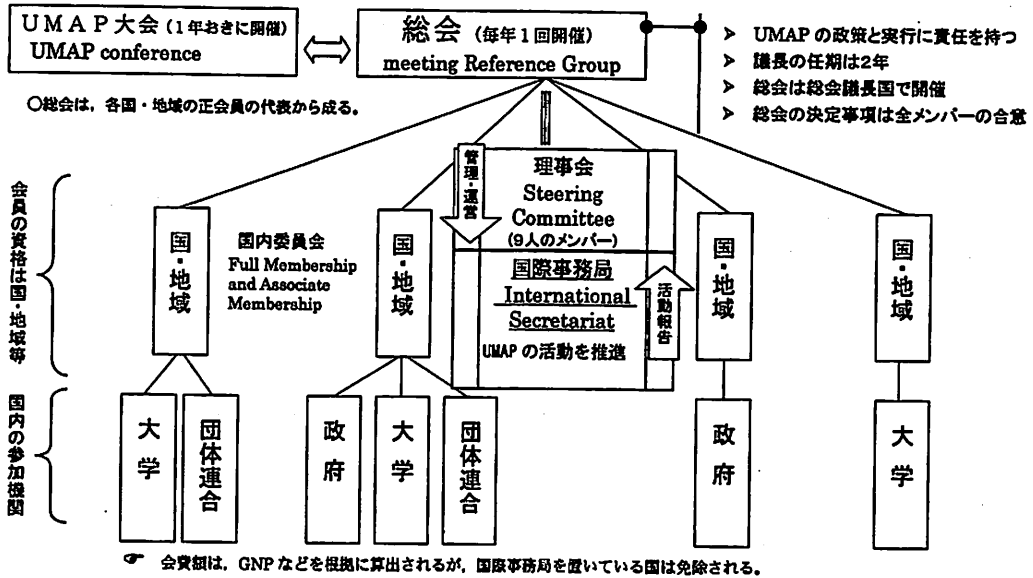 UMAP大会(1年おきに開催)
UMAP conference
総会(毎年1回開催)
meeting Reference Group
➢ UMAPの政策と実行に責任を持つ
➢ 議長の任期は2年
➢ 総会は総会議長国で開催
➢ 総会の決定事項は全メンバーの合意
○総会は，各国・地域の正会員の代表から成る。
会員の資格は国・地域等
国・地域
国内委員会
Full Membership
and Associate
Membership
国・地域
管理・運営
理事会
Steering
Committee
(9人のメンバー)
国際事務局
International
Secretariat
UMAPの活動を推進
活動報告
国・地域
国・地域
国内の参加機関
大学
団体連合
政府
大学
団体連合
政府
大学
☞ 会費額は，GNPなどを根拠に算出されるが，国際事務局を置いている国は免除される。